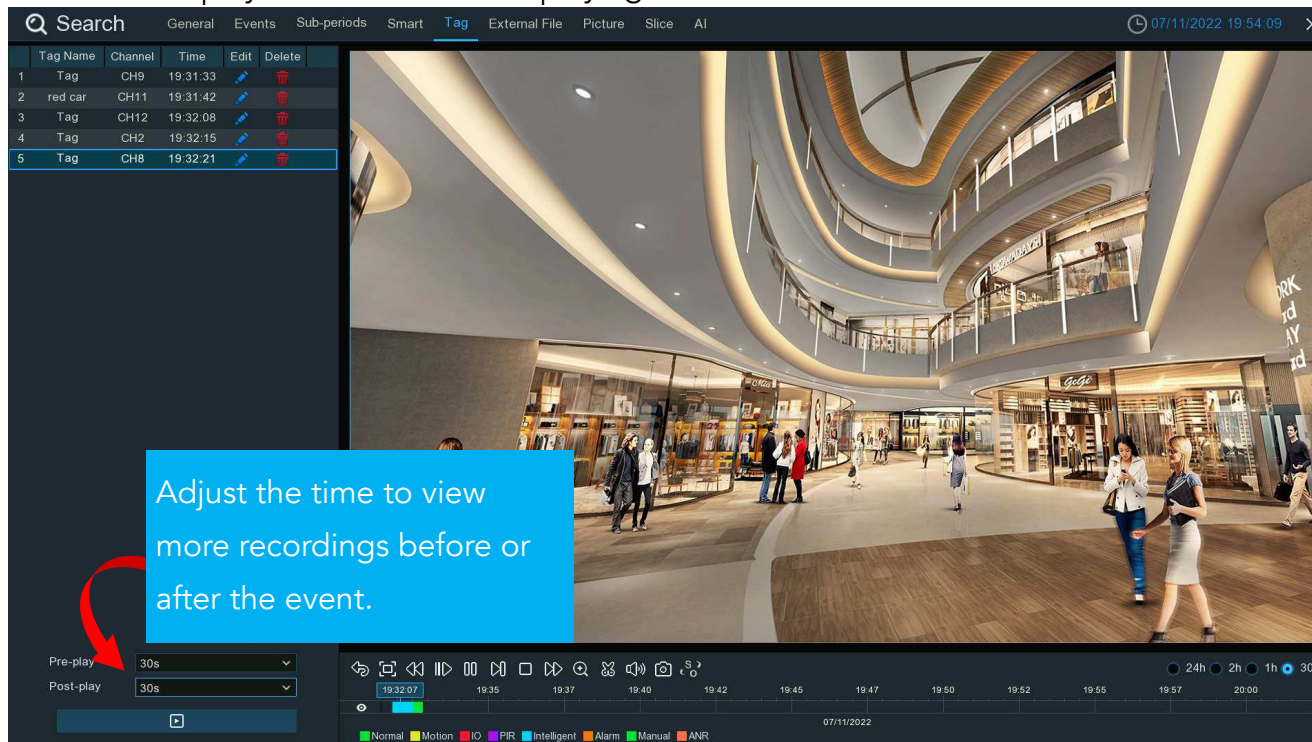 Search General Events Sub-periods Smart Tag External File Picture Slice AI 07/11/2022 19:54:09
Tag Name Channel Time Edit Delete
1 Tag CH9 19:31:33
2 red car CH11 19:31:42
3 Tag CH12 19:32:08
4 Tag CH2 19:32:15
5 Tag CH8 19:32:21
Miu
GeGe
Adjust the time to view
more recordings before or
after the event.
Pre-play 30s
Post-play 30s
24h 2h 1h 30
19:32:07 19:35 19:37 19:40 19:42 19:45 19:47 19:50 19:52 19:55 19:57 20:00
07/11/2022
Normal Motion IO PIR Intelligent Alarm Manual ANR